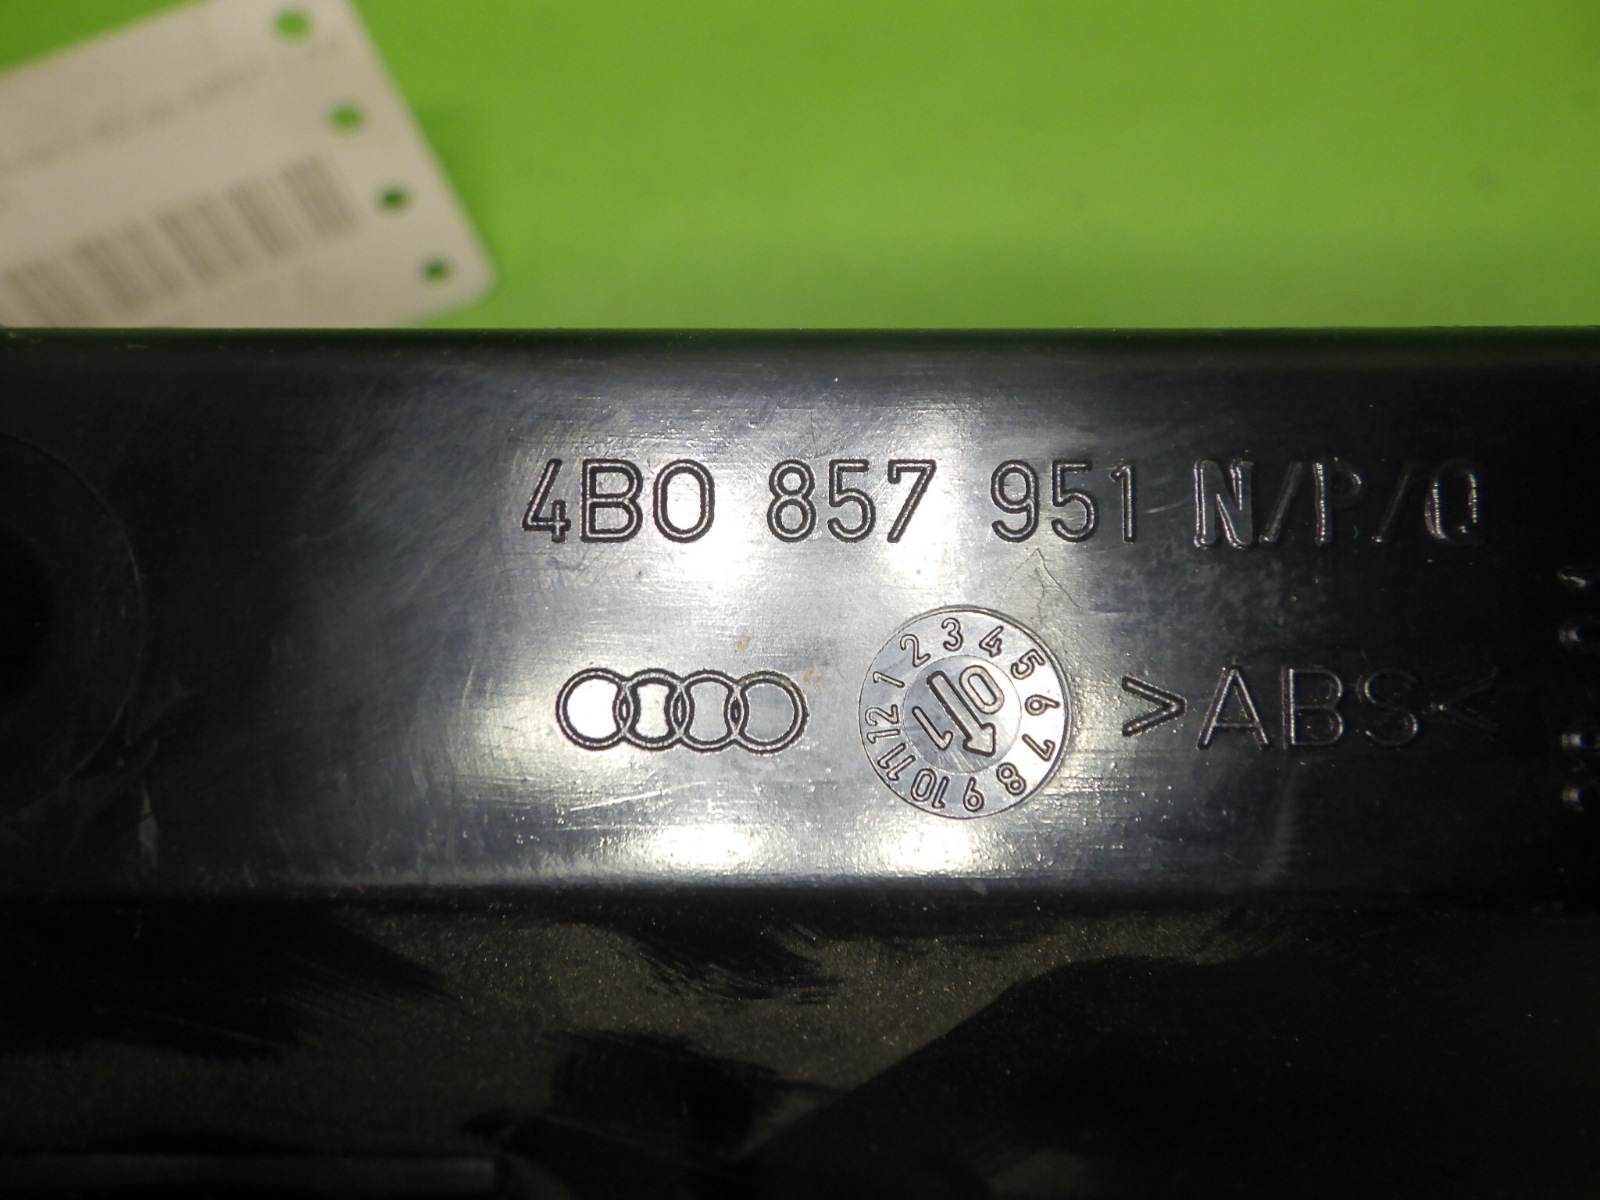 4B0 857 951 N/P/Q
1 2 3 4 5 6 7 8 9 10 11 12
01
>ABS<